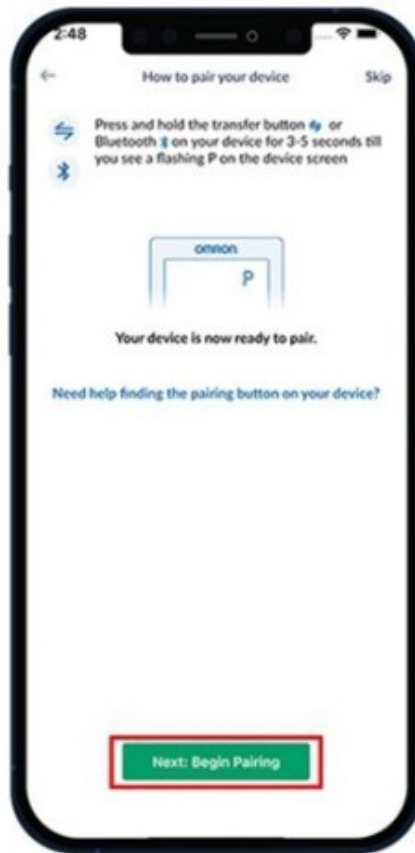 2:48
How to pair your device
Skip
Press and hold the transfer button or
Bluetooth on your device for 3-5 seconds till
you see a flashing P on the device screen
OMRON
P
Your device is now ready to pair.
Need help finding the pairing button on your device?
Next: Begin Pairing